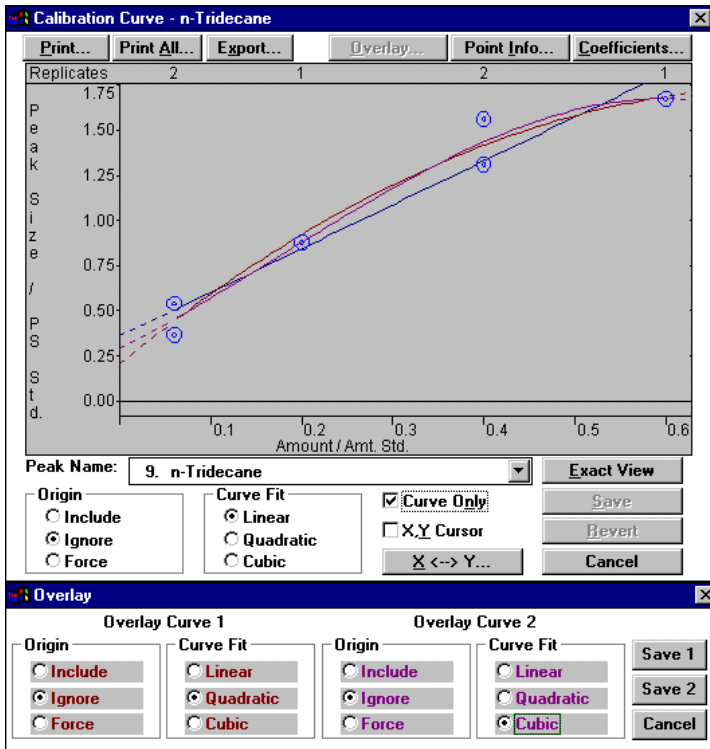 Calibration Curve - n-Tridecane
Print... Print All... Export... Overlay... Point Info... Coefficients...
Replicates 2 1 2 1
Peak Size / PS Std.
1.75
1.50
1.25
1.00
0.75
0.50
0.25
0.00
0.1 0.2 0.3 0.4 0.5 0.6
Amount / Amt. Std.
Peak Name: 9. n-Tridecane Exact View
Origin Curve Fit Curve Only Save
Include Linear
Ignore Quadratic X,Y Cursor Revert
Force Cubic X <--> Y... Cancel
Overlay
Overlay Curve 1 Overlay Curve 2
Origin Curve Fit Origin Curve Fit
Include Linear Include Linear Save 1
Ignore Quadratic Ignore Quadratic Save 2
Force Cubic Force Cubic Cancel